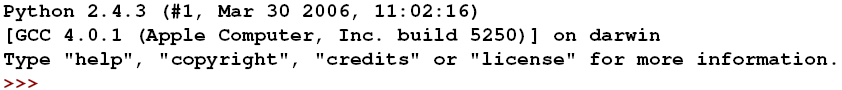 Python 2.4.3 (#1, Mar 30 2006, 11:02:16)
[GCC 4.0.1 (Apple Computer, Inc. build 5250)] on darwin
Type "help", "copyright", "credits" or "license" for more information.
>>>